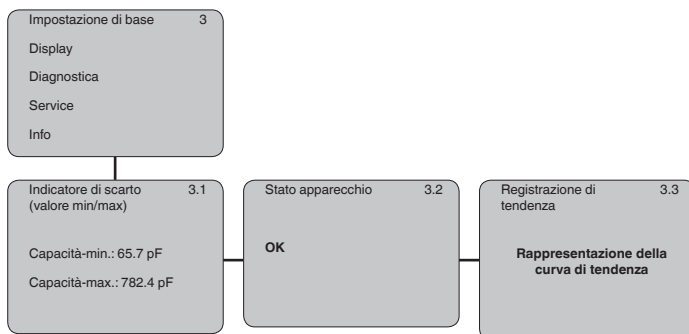 Impostazione di base 3
Display
Diagnostica
Service
Info
Indicatore di scarto 3.1
(valore min/max)
Capacità-min.: 65.7 pF
Capacità-max.: 782.4 pF
Stato apparecchio 3.2
OK
Registrazione di 3.3
tendenza
Rappresentazione della
curva di tendenza